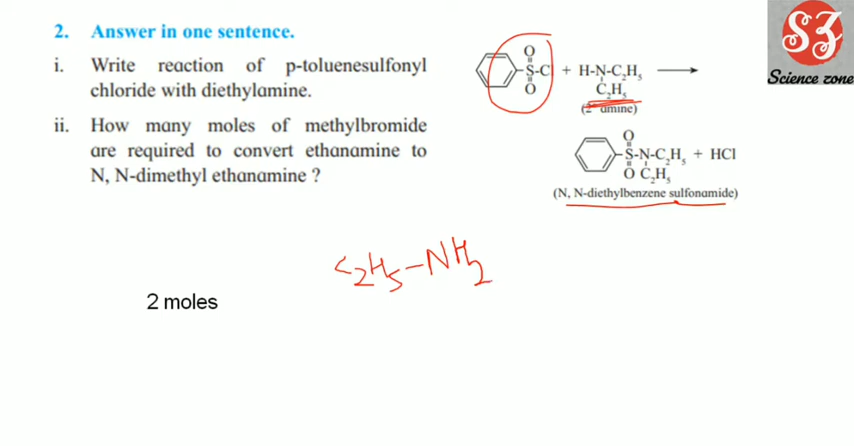 2. Answer in one sentence.
i. Write reaction of p-toluenesulfonyl
chloride with diethylamine.
ii. How many moles of methylbromide
are required to convert ethanamine to
N, N-dimethyl ethanamine ?
O
S-Cl + H-N-C₂H₅
O C₂H₅
(2° amine)
O
S-N-C₂H₅ + HCl
O C₂H₅
(N, N-diethylbenzene sulfonamide)
SZ
Science zone
C₂H₅-NH₂
2 moles